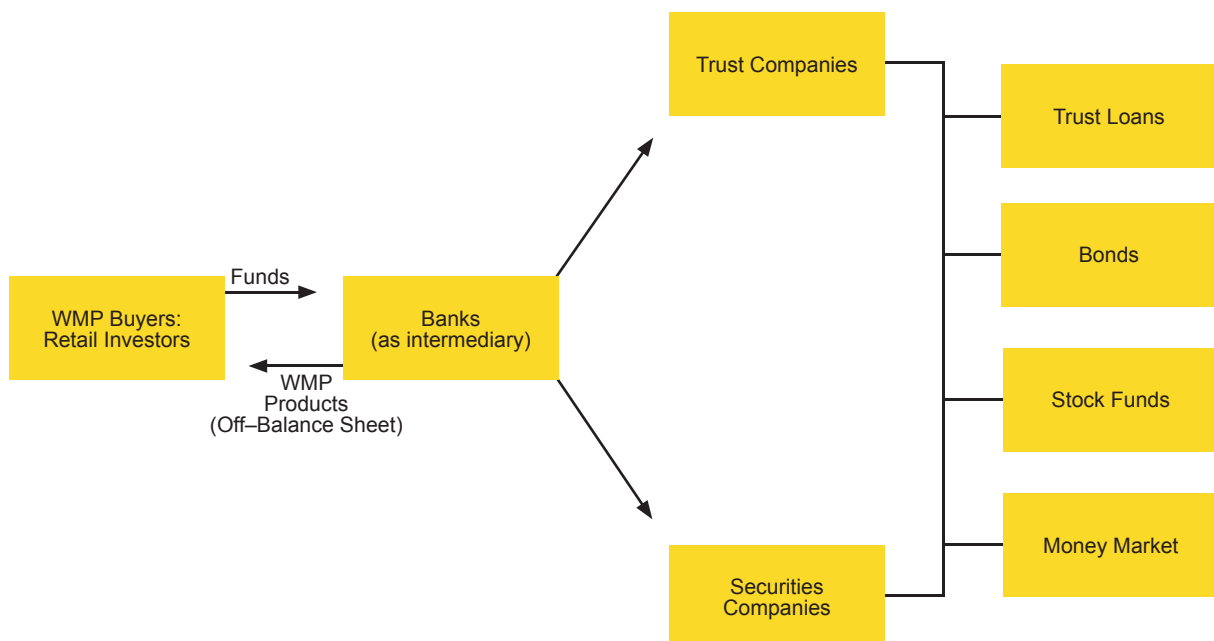 Trust Companies
Trust Loans
Bonds
Funds
WMP Buyers:
Retail Investors
Banks
(as intermediary)
WMP
Products
(Off–Balance Sheet)
Stock Funds
Money Market
Securities
Companies